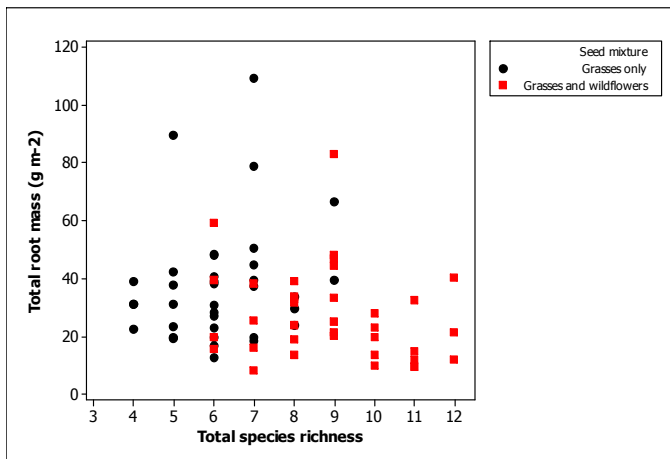 120
100
80
60
40
20
0
Total root mass (g m-2)
3 4 5 6 7 8 9 10 11 12
Total species richness
Seed mixture
Grasses only
Grasses and wildflowers